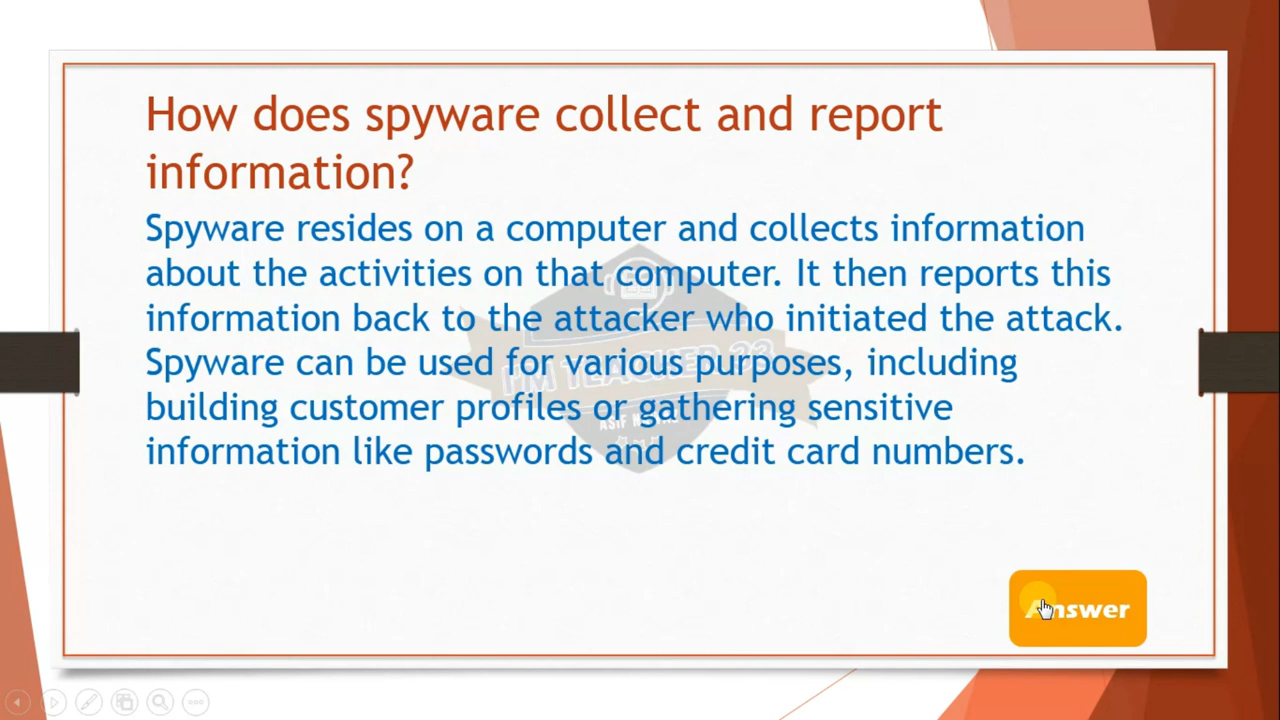 How does spyware collect and report
information?
Spyware resides on a computer and collects information
about the activities on that computer. It then reports this
information back to the attacker who initiated the attack.
Spyware can be used for various purposes, including
building customer profiles or gathering sensitive
information like passwords and credit card numbers.
I'M TEACHER 23
Answer